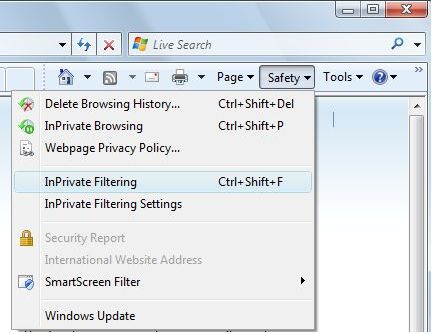 Live Search
Page Safety Tools
Delete Browsing History... Ctrl+Shift+Del
InPrivate Browsing Ctrl+Shift+P
Webpage Privacy Policy...
InPrivate Filtering Ctrl+Shift+F
InPrivate Filtering Settings
Security Report
International Website Address
SmartScreen Filter
Windows Update